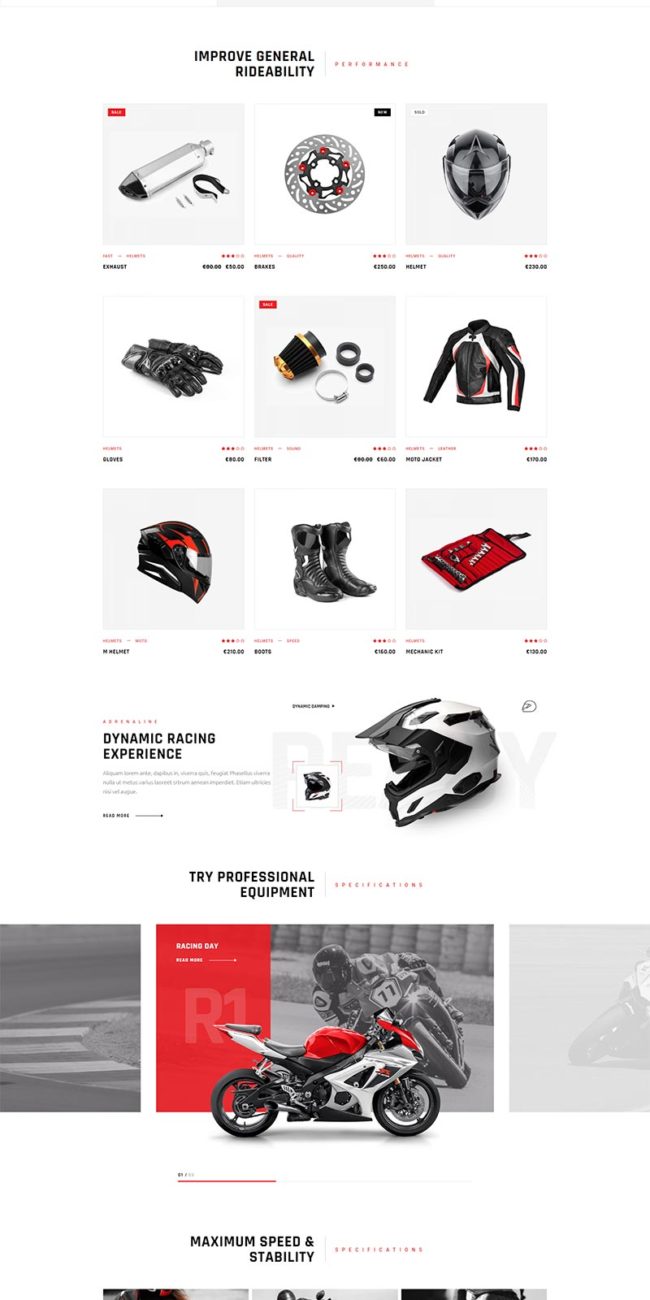 IMPROVE GENERAL
RIDEABILITY
PERFORMANCE
SALE
NEW
SOLD
FAST — HELMETS
EXHAUST €80.00 €50.00
HELMETS — QUALITY
BRAKES €250.00
HELMETS — QUALITY
HELMET €230.00
SALE
HELMETS
GLOVES €80.00
HELMETS — SOUND
FILTER €80.00 €60.00
HELMETS — LEATHER
MOTO JACKET €170.00
HELMETS — MOTO
M HELMET €210.00
HELMETS — SPEED
BOOTS €160.00
HELMETS
MECHANIC KIT €130.00
DYNAMIC DAMPING
READY
ADRENALINE
DYNAMIC RACING
EXPERIENCE
Aliquam lorem ante, dapibus in, viverra quis, feugiat Phasellus viverra
nulla ut metus varius laoreet srtrum aenean imperdiet. Etiam ultricies
nisi vel augue.
READ MORE
TRY PROFESSIONAL
EQUIPMENT
SPECIFICATIONS
RACING DAY
READ MORE
R1
77
01 / 03
MAXIMUM SPEED &
STABILITY
SPECIFICATIONS